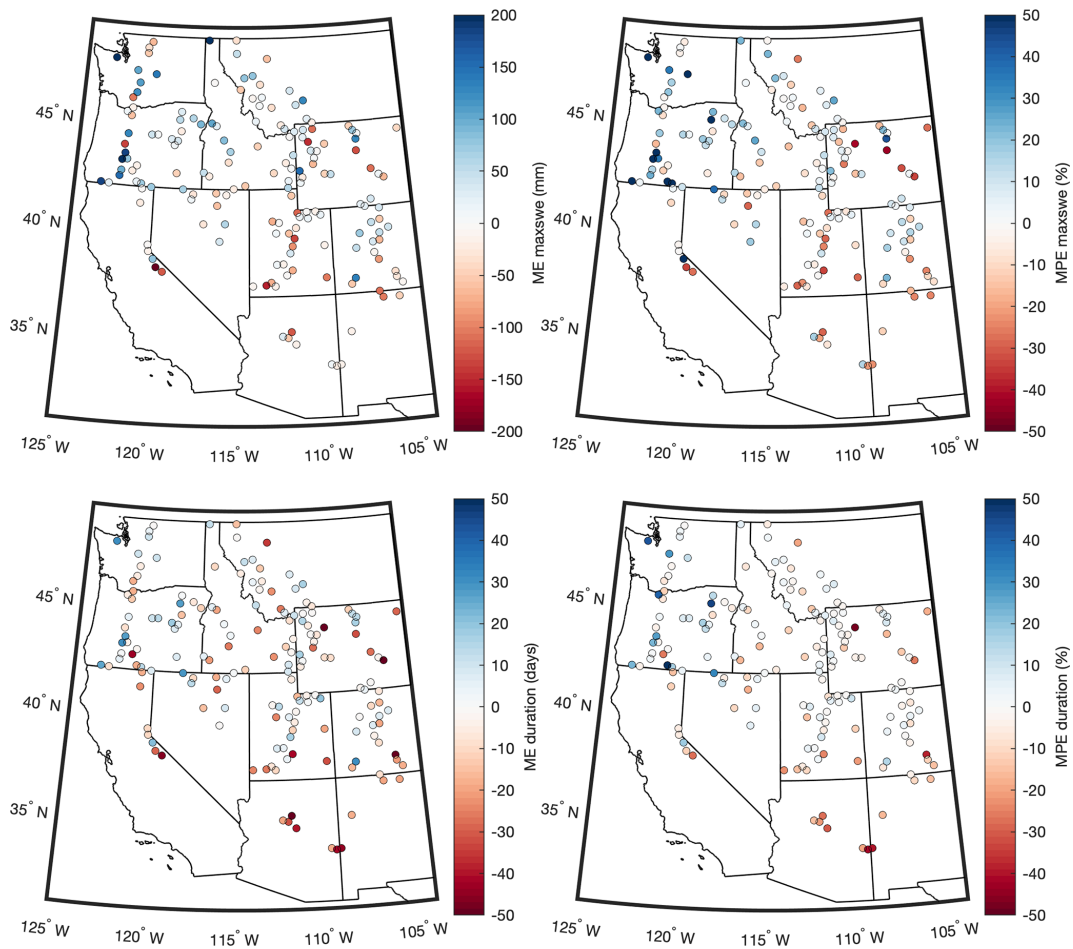 200
150
100
50
0
-50
-100
-150
-200
ME maxswe (mm)
45° N
40° N
35° N
125° W
120° W
115° W
110° W
105° W
50
40
30
20
10
0
-10
-20
-30
-40
-50
MPE maxswe (%)
45° N
40° N
35° N
125° W
120° W
115° W
110° W
105° W
50
40
30
20
10
0
-10
-20
-30
-40
-50
ME duration (days)
45° N
40° N
35° N
125° W
120° W
115° W
110° W
105° W
50
40
30
20
10
0
-10
-20
-30
-40
-50
MPE duration (%)
45° N
40° N
35° N
125° W
120° W
115° W
110° W
105° W